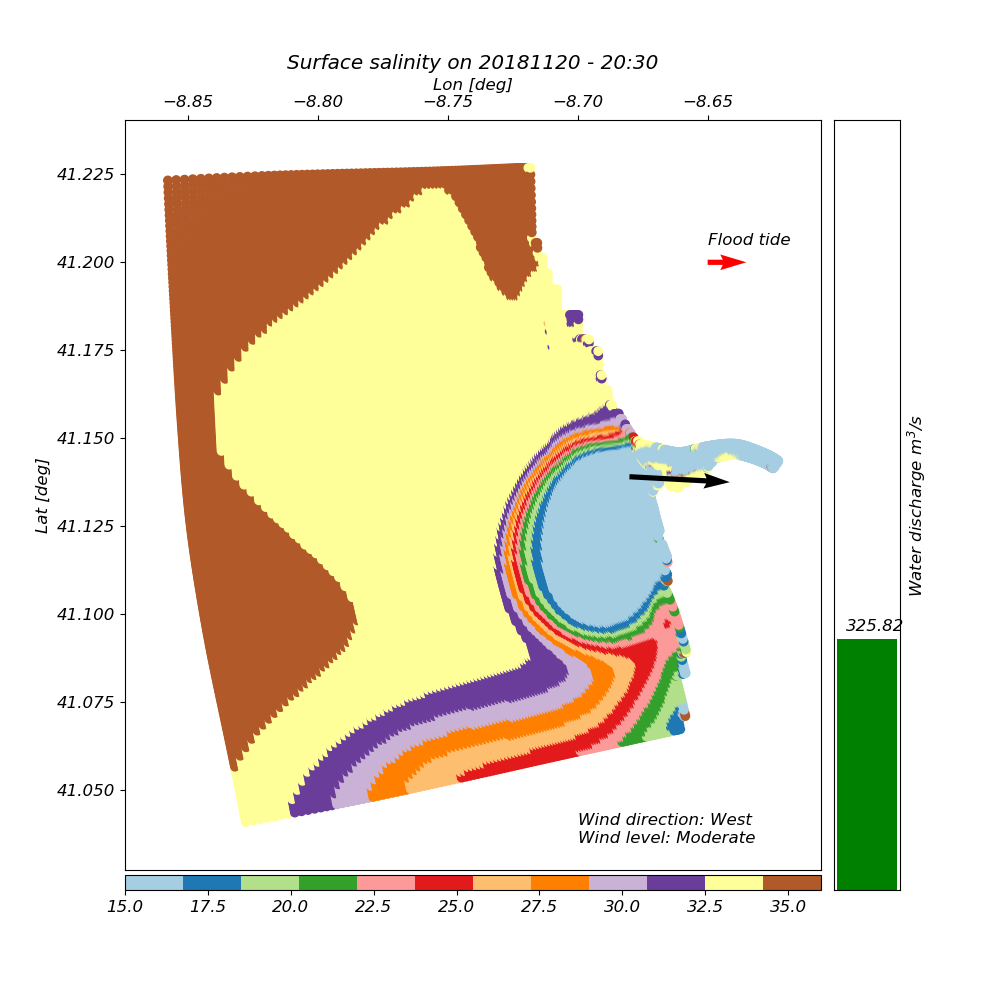 Surface salinity on 20181120 - 20:30
Lon [deg]
−8.85 −8.80 −8.75 −8.70 −8.65
41.225
41.200
41.175
41.150
41.125
41.100
41.075
41.050
Lat [deg]
Flood tide
Wind direction: West
Wind level: Moderate
325.82
Water discharge m³/s
15.0 17.5 20.0 22.5 25.0 27.5 30.0 32.5 35.0